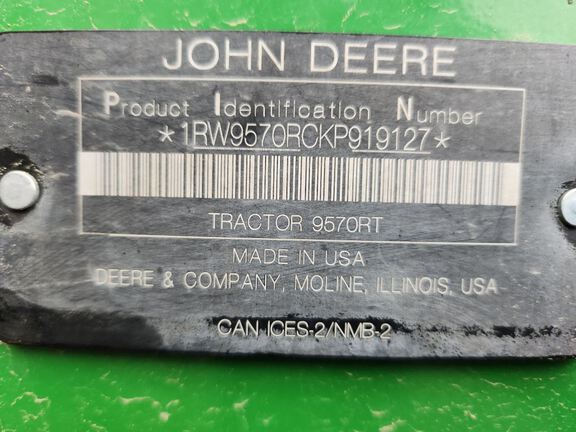 JOHN DEERE
Product Identification Number
*1RW9570RCKP919127*
TRACTOR 9570RT
MADE IN USA
DEERE & COMPANY, MOLINE, ILLINOIS, USA
CAN ICES-2/NMB-2